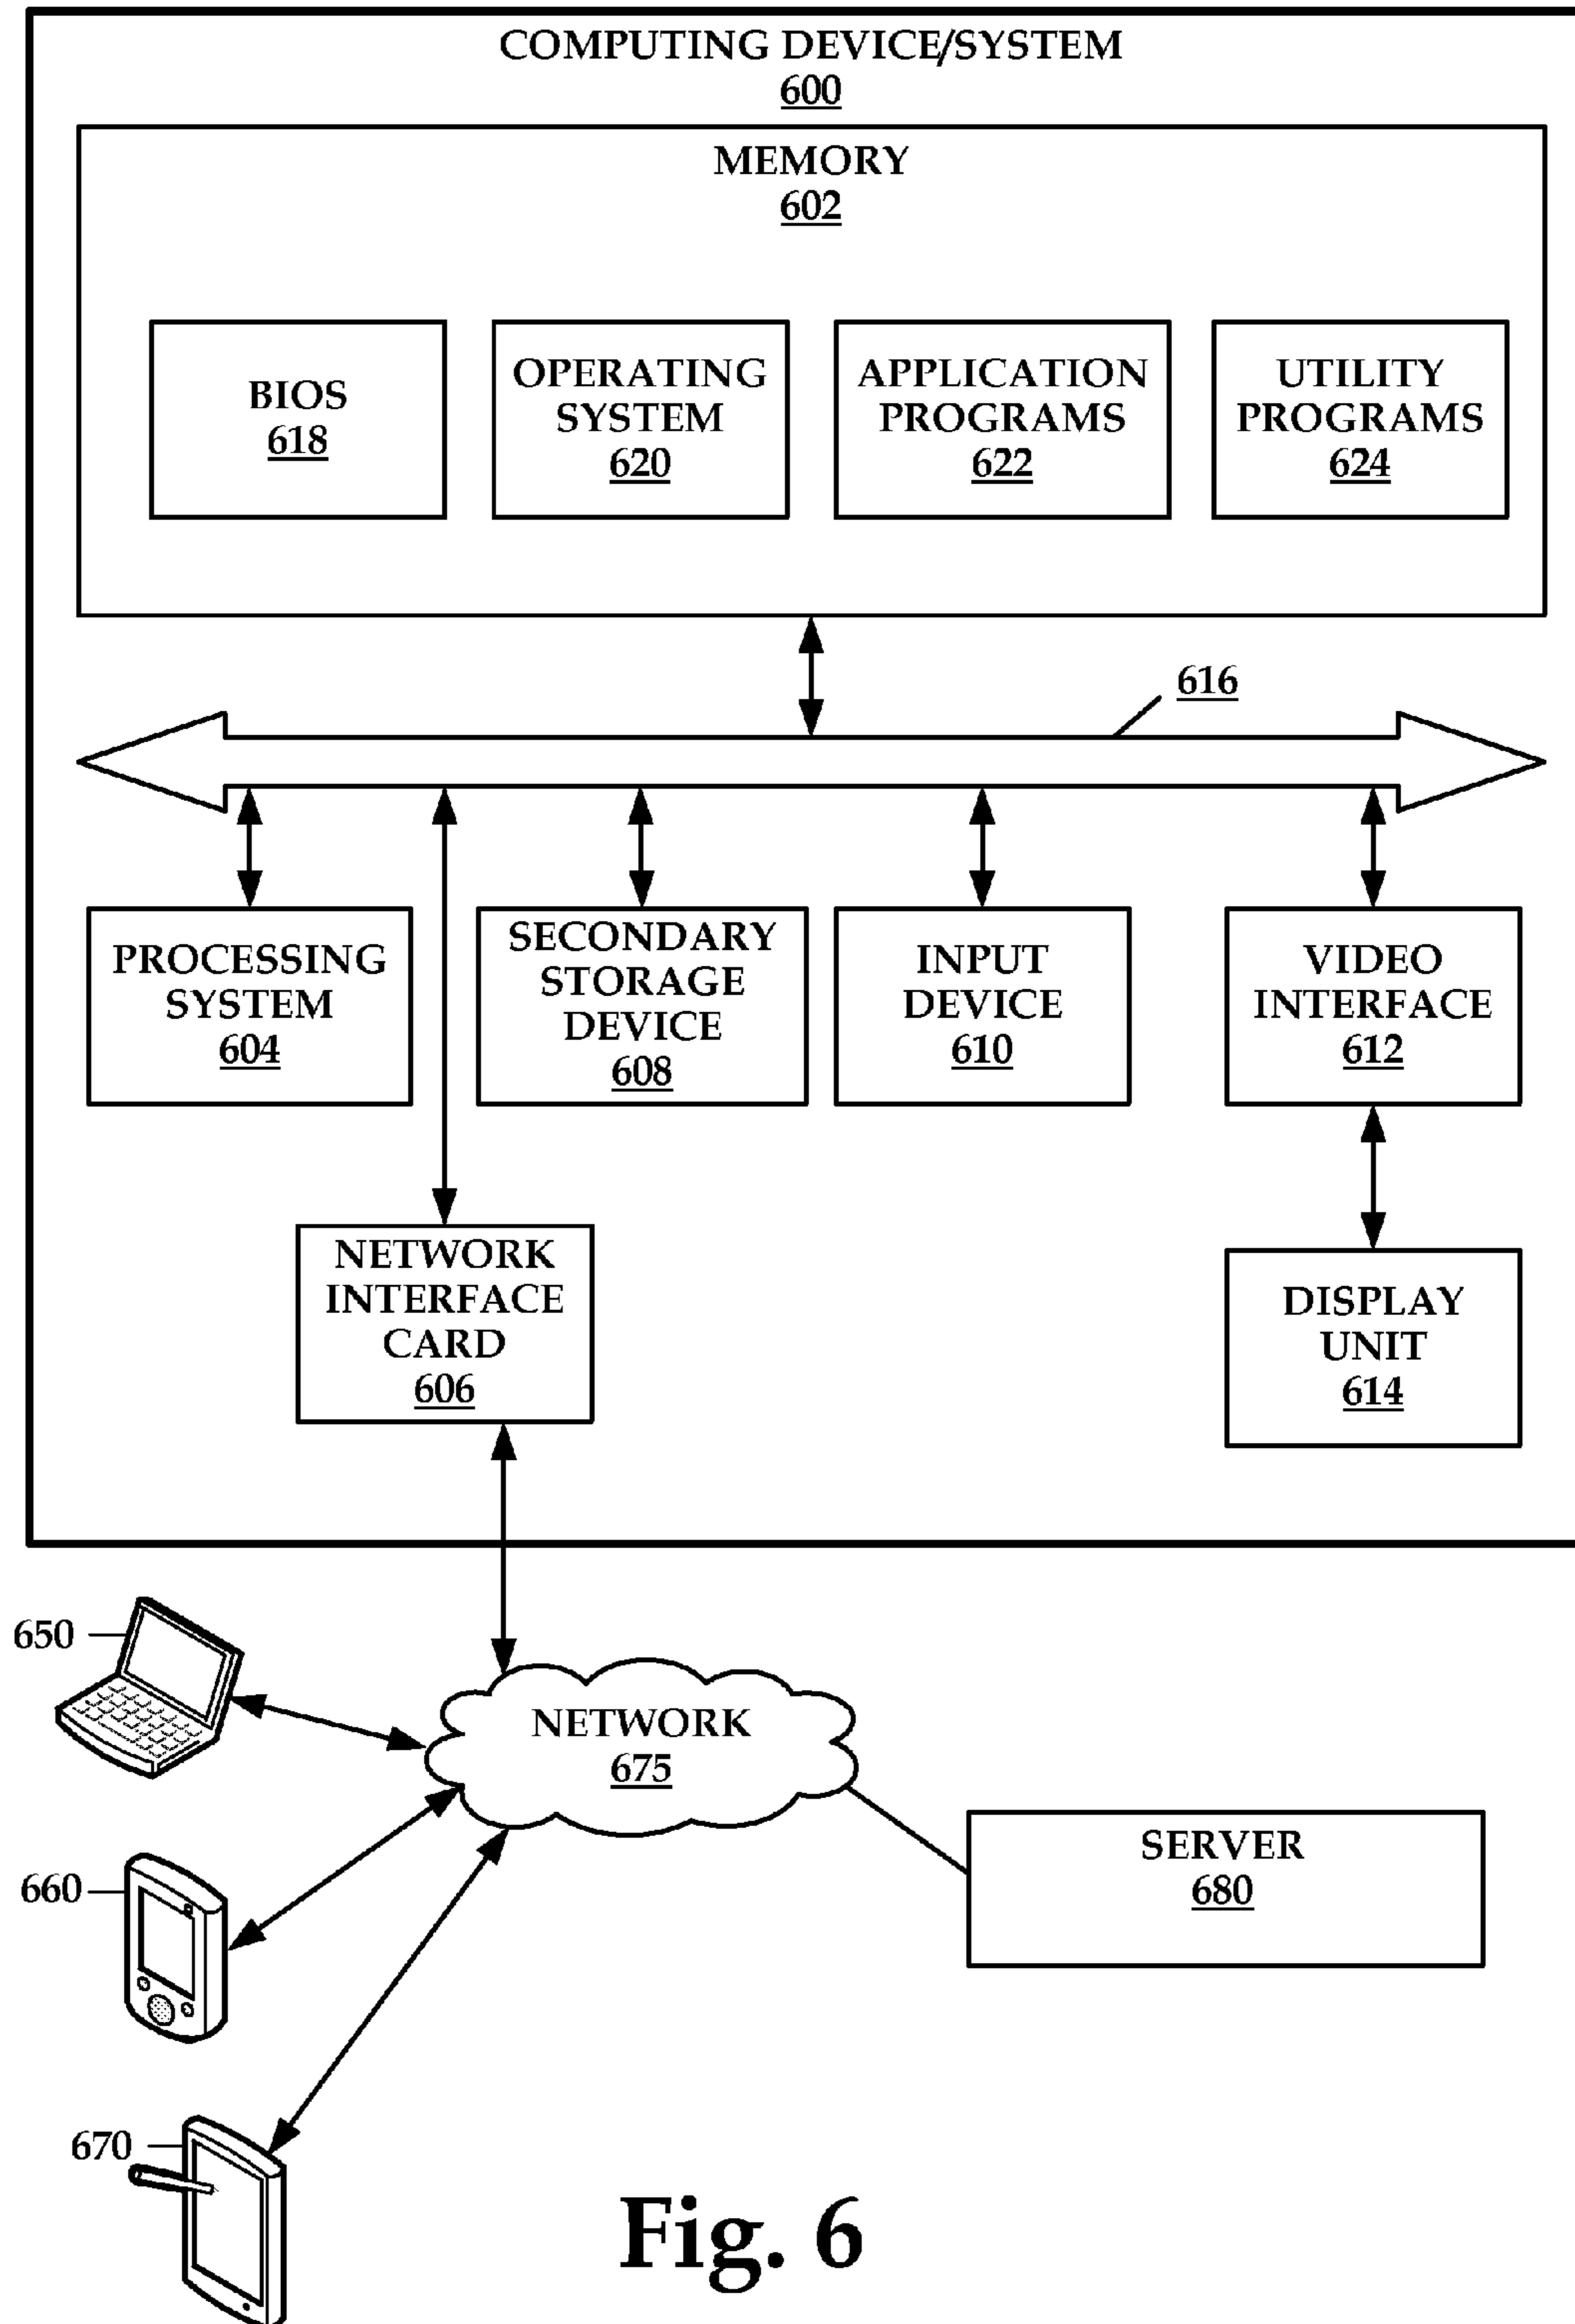 COMPUTING DEVICE/SYSTEM
600
MEMORY
602
BIOS
618
OPERATING
SYSTEM
620
APPLICATION
PROGRAMS
622
UTILITY
PROGRAMS
624
616
PROCESSING
SYSTEM
604
SECONDARY
STORAGE
DEVICE
608
INPUT
DEVICE
610
VIDEO
INTERFACE
612
NETWORK
INTERFACE
CARD
606
DISPLAY
UNIT
614
650
NETWORK
675
SERVER
680
660
670
Fig. 6